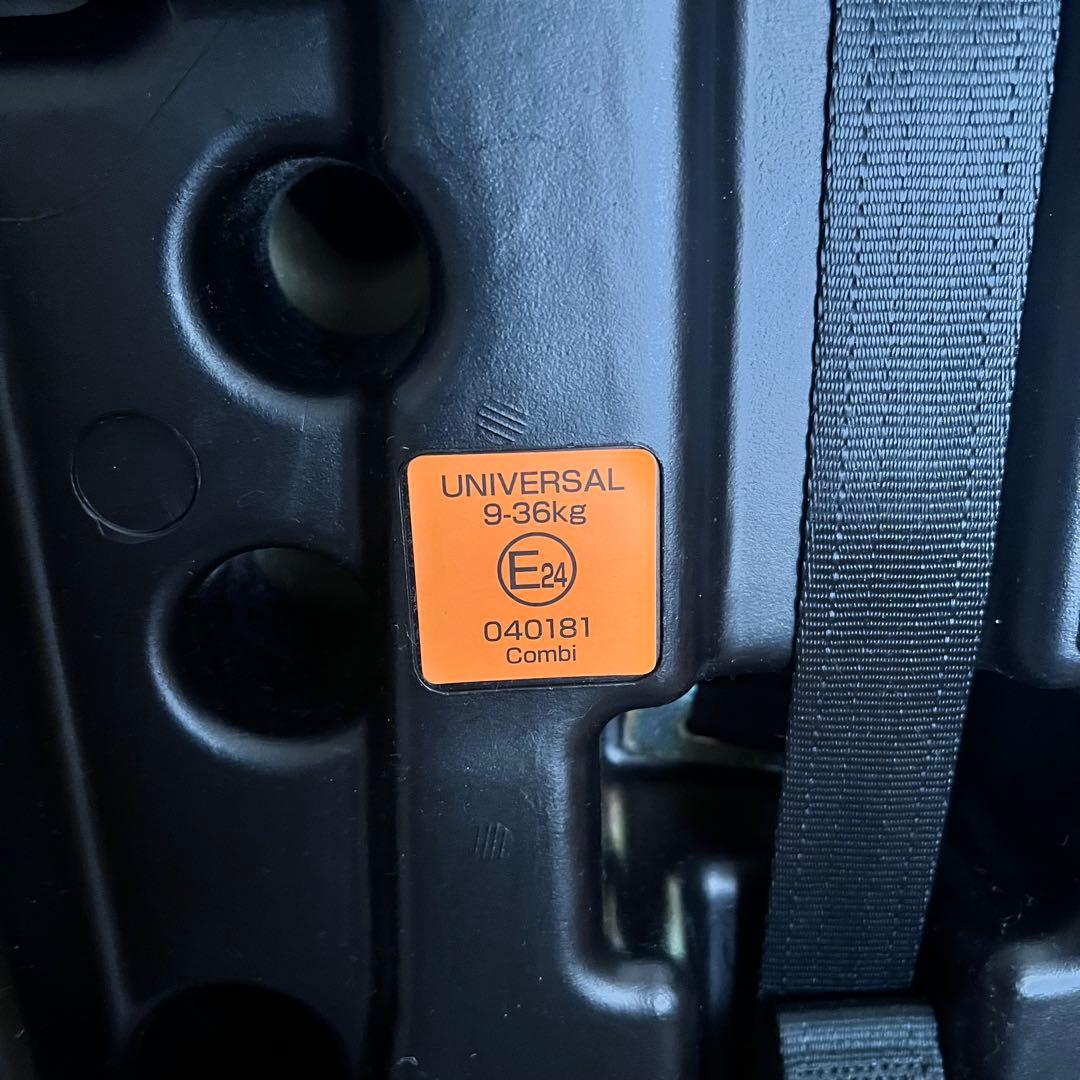 UNIVERSAL
9-36kg
E24
040181
Combi